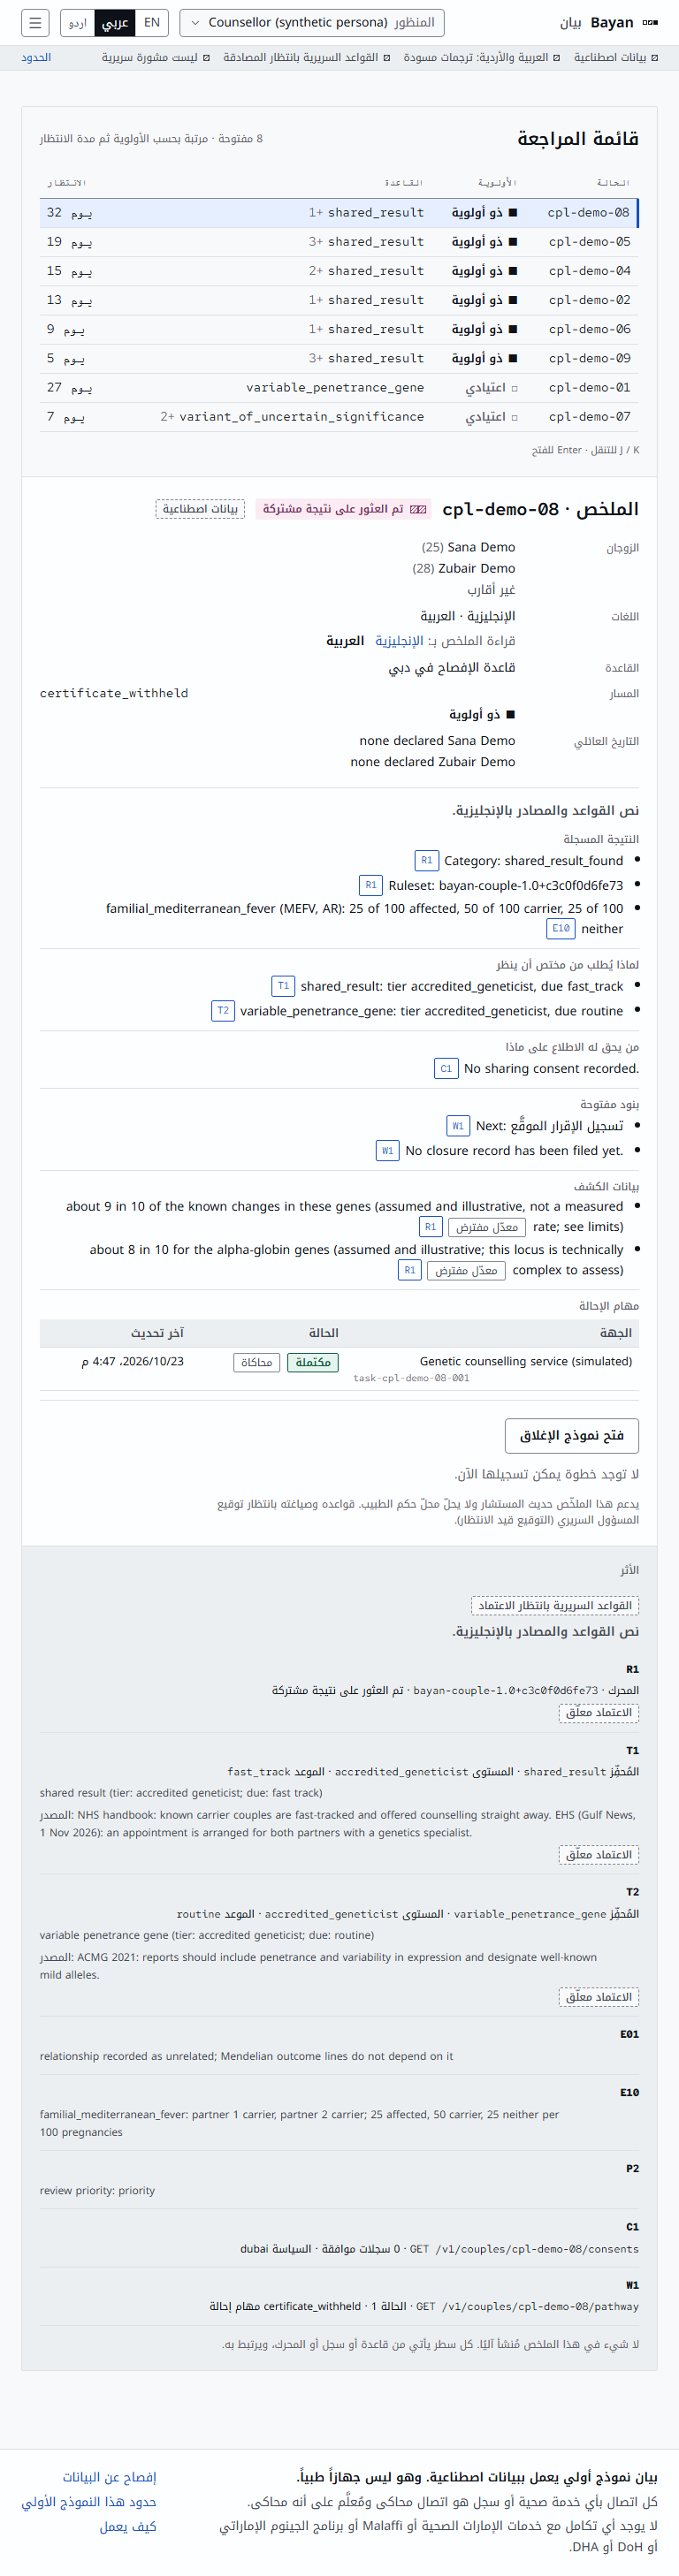 Bayan بيان
المنظور Counsellor (synthetic persona)
EN عربي اردو
بيانات اصطناعية
العربية والأردية: ترجمات مسودة
القواعد السريرية بانتظار المصادقة
ليست مشورة سريرية
الحدود
قائمة المراجعة
8 مفتوحة · مرتبة بحسب الأولوية ثم مدة الانتظار
الحالة الأولوية القاعدة الانتظار
cpl-demo-08 ■ ذو أولوية shared_result +1 32 يوم
cpl-demo-05 ■ ذو أولوية shared_result +3 19 يوم
cpl-demo-04 ■ ذو أولوية shared_result +2 15 يوم
cpl-demo-02 ■ ذو أولوية shared_result +1 13 يوم
cpl-demo-06 ■ ذو أولوية shared_result +1 9 يوم
cpl-demo-09 ■ ذو أولوية shared_result +3 5 يوم
cpl-demo-01 □ اعتيادي variable_penetrance_gene 27 يوم
cpl-demo-07 □ اعتيادي variant_of_uncertain_significance +2 7 يوم
J / K للتنقل · Enter للفتح
الملخص · cpl-demo-08 تم العثور على نتيجة مشتركة بيانات اصطناعية
الزوجان Sana Demo (25)
Zubair Demo (28)
غير أقارب
اللغات الإنجليزية · العربية
قراءة الملخص بـ: الإنجليزية العربية
القاعدة قاعدة الإفصاح في دبي
المسار certificate_withheld
■ ذو أولوية
التاريخ العائلي none declared Sana Demo
none declared Zubair Demo
نص القواعد والمصادر بالإنجليزية.
النتيجة المسجلة
Category: shared_result_found R1
Ruleset: bayan-couple-1.0+c3c0f0d6fe73 R1
familial_mediterranean_fever (MEFV, AR): 25 of 100 affected, 50 of 100 carrier, 25 of 100
neither E10
لماذا يُطلب من مختص أن ينظر
shared_result: tier accredited_geneticist, due fast_track T1
variable_penetrance_gene: tier accredited_geneticist, due routine T2
من يحق له الاطلاع على ماذا
No sharing consent recorded. C1
بنود مفتوحة
Next: تسجيل الإقرار الموقَّع W1
No closure record has been filed yet. W1
بيانات الكشف
about 9 in 10 of the known changes in these genes (assumed and illustrative, not a measured
rate; see limits) معدّل مفترض R1
about 8 in 10 for the alpha-globin genes (assumed and illustrative; this locus is technically
complex to assess) معدّل مفترض R1
مهام الإحالة
الجهة الحالة آخر تحديث
Genetic counselling service (simulated) مكتملة محاكاة 2026/10/23، 4:47 م
task-cpl-demo-08-001
فتح نموذج الإغلاق
لا توجد خطوة يمكن تسجيلها الآن.
يدعم هذا الملخّص حديث المستشار ولا يحلّ محلّ حكم الطبيب. قواعده وصياغته بانتظار توقيع
المسؤول السريري (التوقيع قيد الانتظار).
الأثر
القواعد السريرية بانتظار الاعتماد
نص القواعد والمصادر بالإنجليزية.
R1
المحرك · bayan-couple-1.0+c3c0f0d6fe73 · تم العثور على نتيجة مشتركة
الاعتماد معلّق
T1
المُحفّز shared_result · المستوى accredited_geneticist · الموعد fast_track
shared result (tier: accredited geneticist; due: fast track)
المصدر: NHS handbook: known carrier couples are fast-tracked and offered counselling straight away. EHS (Gulf News,
1 Nov 2026): an appointment is arranged for both partners with a genetics specialist.
الاعتماد معلّق
T2
المُحفّز variable_penetrance_gene · المستوى accredited_geneticist · الموعد routine
variable penetrance gene (tier: accredited geneticist; due: routine)
المصدر: ACMG 2021: reports should include penetrance and variability in expression and designate well-known
mild alleles.
الاعتماد معلّق
E01
relationship recorded as unrelated; Mendelian outcome lines do not depend on it
E10
familial_mediterranean_fever: partner 1 carrier, partner 2 carrier; 25 affected, 50 carrier, 25 neither per
100 pregnancies
P2
review priority: priority
C1
GET /v1/couples/cpl-demo-08/consents · 0 سجلات موافقة · السياسة dubai
W1
GET /v1/couples/cpl-demo-08/pathway · الحالة certificate_withheld · 1 مهام إحالة
لا شيء في هذا الملخص مُنشأ آليًا. كل سطر يأتي من قاعدة أو سجل أو المحرك، ويرتبط به.
بيان نموذج أولي يعمل ببيانات اصطناعية. وهو ليس جهازاً طبياً.
كل اتصال بأي خدمة صحية أو سجل هو اتصال محاكى ومُعلَّم على أنه محاكى.
لا يوجد أي تكامل مع خدمات الإمارات الصحية أو Malaffi أو برنامج الجينوم الإماراتي
أو DoH أو DHA.
إفصاح عن البيانات
حدود هذا النموذج الأولي
كيف يعمل